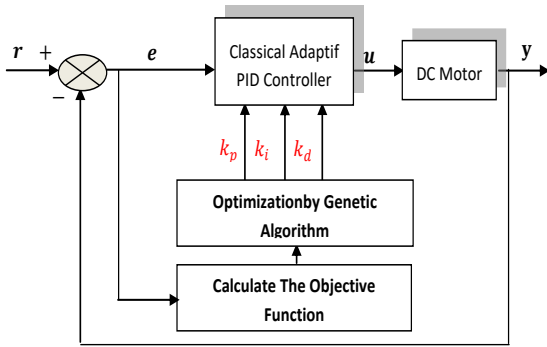 r
+
−
e
Classical Adaptif
PID Controller
u
DC Motor
y
k_p
k_i
k_d
Optimizationby Genetic
Algorithm
Calculate The Objective
Function